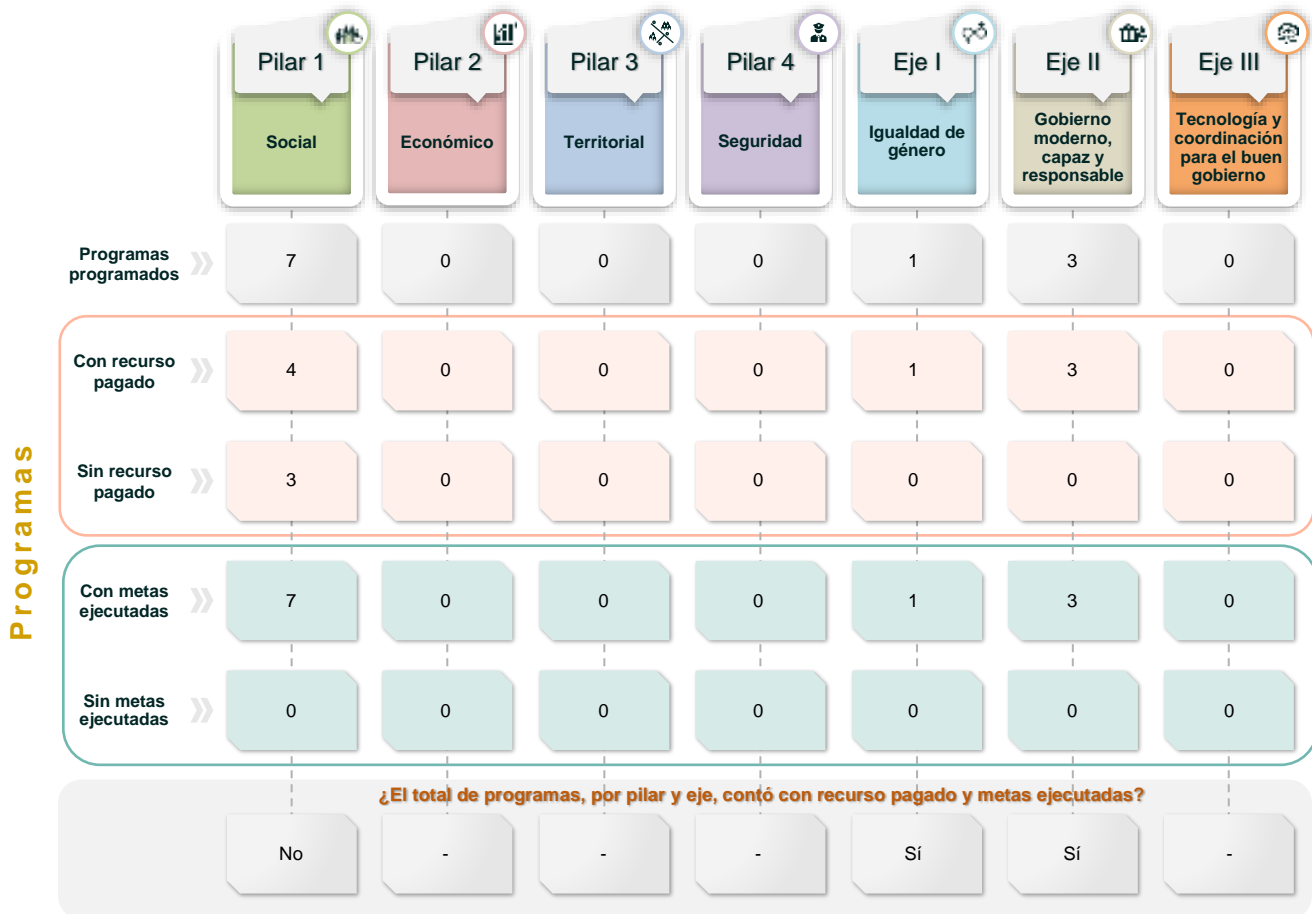 Pilar 1
Pilar 2
Pilar 3
Pilar 4
Eje I
Eje II
Eje III
Social
Económico
Territorial
Seguridad
Igualdad de
género
Gobierno
moderno,
capaz y
responsable
Tecnología y
coordinación
para el buen
gobierno
Programas
Programas
programados
7 0 0 0 1 3 0
Con recurso
pagado
4 0 0 0 1 3 0
Sin recurso
pagado
3 0 0 0 0 0 0
Con metas
ejecutadas
7 0 0 0 1 3 0
Sin metas
ejecutadas
0 0 0 0 0 0 0
¿El total de programas, por pilar y eje, contó con recurso pagado y metas ejecutadas?
No - - - Sí Sí -